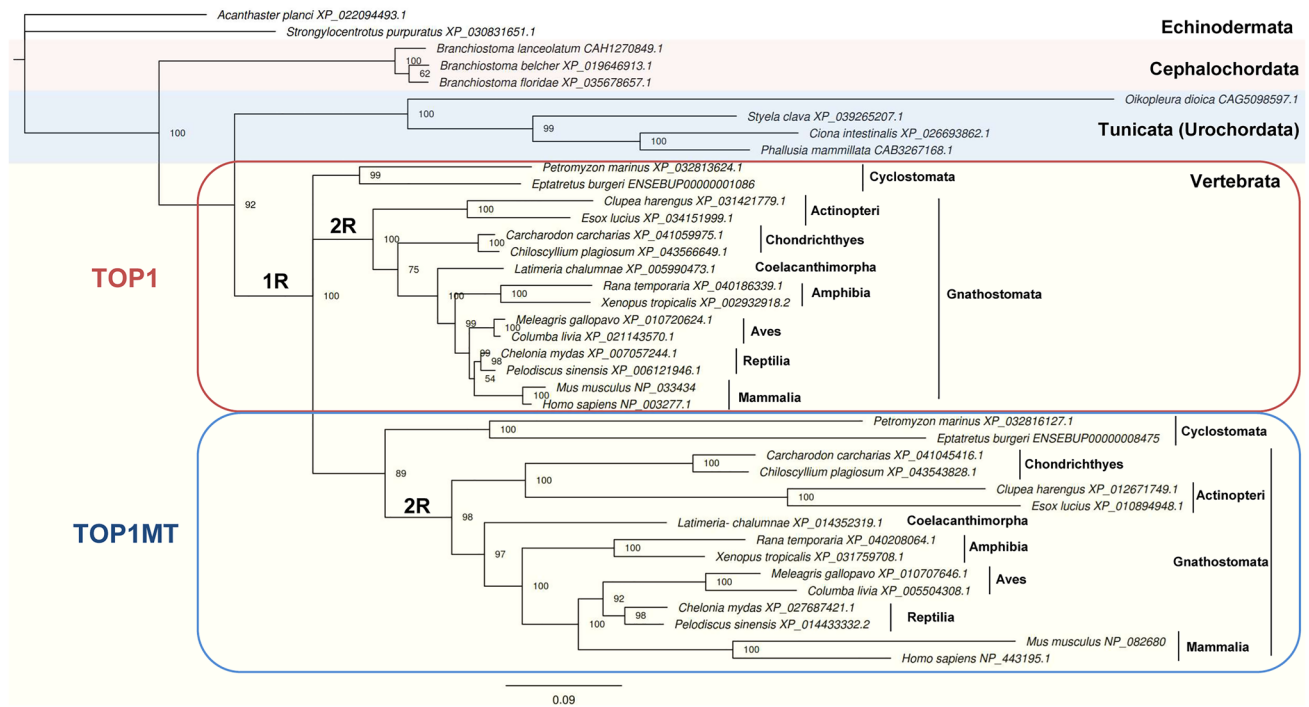 Acanthaster planci XP_022094493.1
Strongylocentrotus purpuratus XP_030831651.1
Echinodermata
Branchiostoma lanceolatum CAH1270849.1
100
Branchiostoma belcher XP_019646913.1
62
Branchiostoma floridae XP_035678657.1
Cephalochordata
Oikopleura dioica CAG5098597.1
100
Styela clava XP_039265207.1
99
Ciona intestinalis XP_026693862.1
100
Phallusia mammillata CAB3267168.1
Tunicata (Urochordata)
100
92
Vertebrata
TOP1
1R
100
Petromyzon marinus XP_032813624.1
99
Eptatretus burgeri ENSEBUP00000001086
Cyclostomata
2R
100
Clupea harengus XP_031421779.1
100
Esox lucius XP_034151999.1
Actinopteri
75
Carcharodon carcharias XP_041059975.1
100
Chiloscyllium plagiosum XP_043566649.1
Chondrichthyes
Latimeria chalumnae XP_005990473.1
Coelacanthimorpha
100
Rana temporaria XP_040186339.1
100
Xenopus tropicalis XP_002932918.2
Amphibia
Gnathostomata
99
Meleagris gallopavo XP_010720624.1
100
Columba livia XP_021143570.1
Aves
99
Chelonia mydas XP_007057244.1
98
Pelodiscus sinensis XP_006121946.1
Reptilia
54
Mus musculus NP_033434
100
Homo sapiens NP_003277.1
Mammalia
TOP1MT
89
Petromyzon marinus XP_032816127.1
100
Eptatretus burgeri ENSEBUP00000008475
Cyclostomata
2R
98
Carcharodon carcharias XP_041045416.1
100
Chiloscyllium plagiosum XP_043543828.1
Chondrichthyes
100
Clupea harengus XP_012671749.1
100
Esox lucius XP_010894948.1
Actinopteri
97
Latimeria- chalumnae XP_014352319.1
Coelacanthimorpha
100
Rana temporaria XP_040208064.1
100
Xenopus tropicalis XP_031759708.1
Amphibia
Gnathostomata
Meleagris gallopavo XP_010707646.1
100
Columba livia XP_005504308.1
Aves
92
Chelonia mydas XP_027687421.1
98
Pelodiscus sinensis XP_014433332.2
Reptilia
100
Mus musculus NP_082680
100
Homo sapiens NP_443195.1
Mammalia
0.09